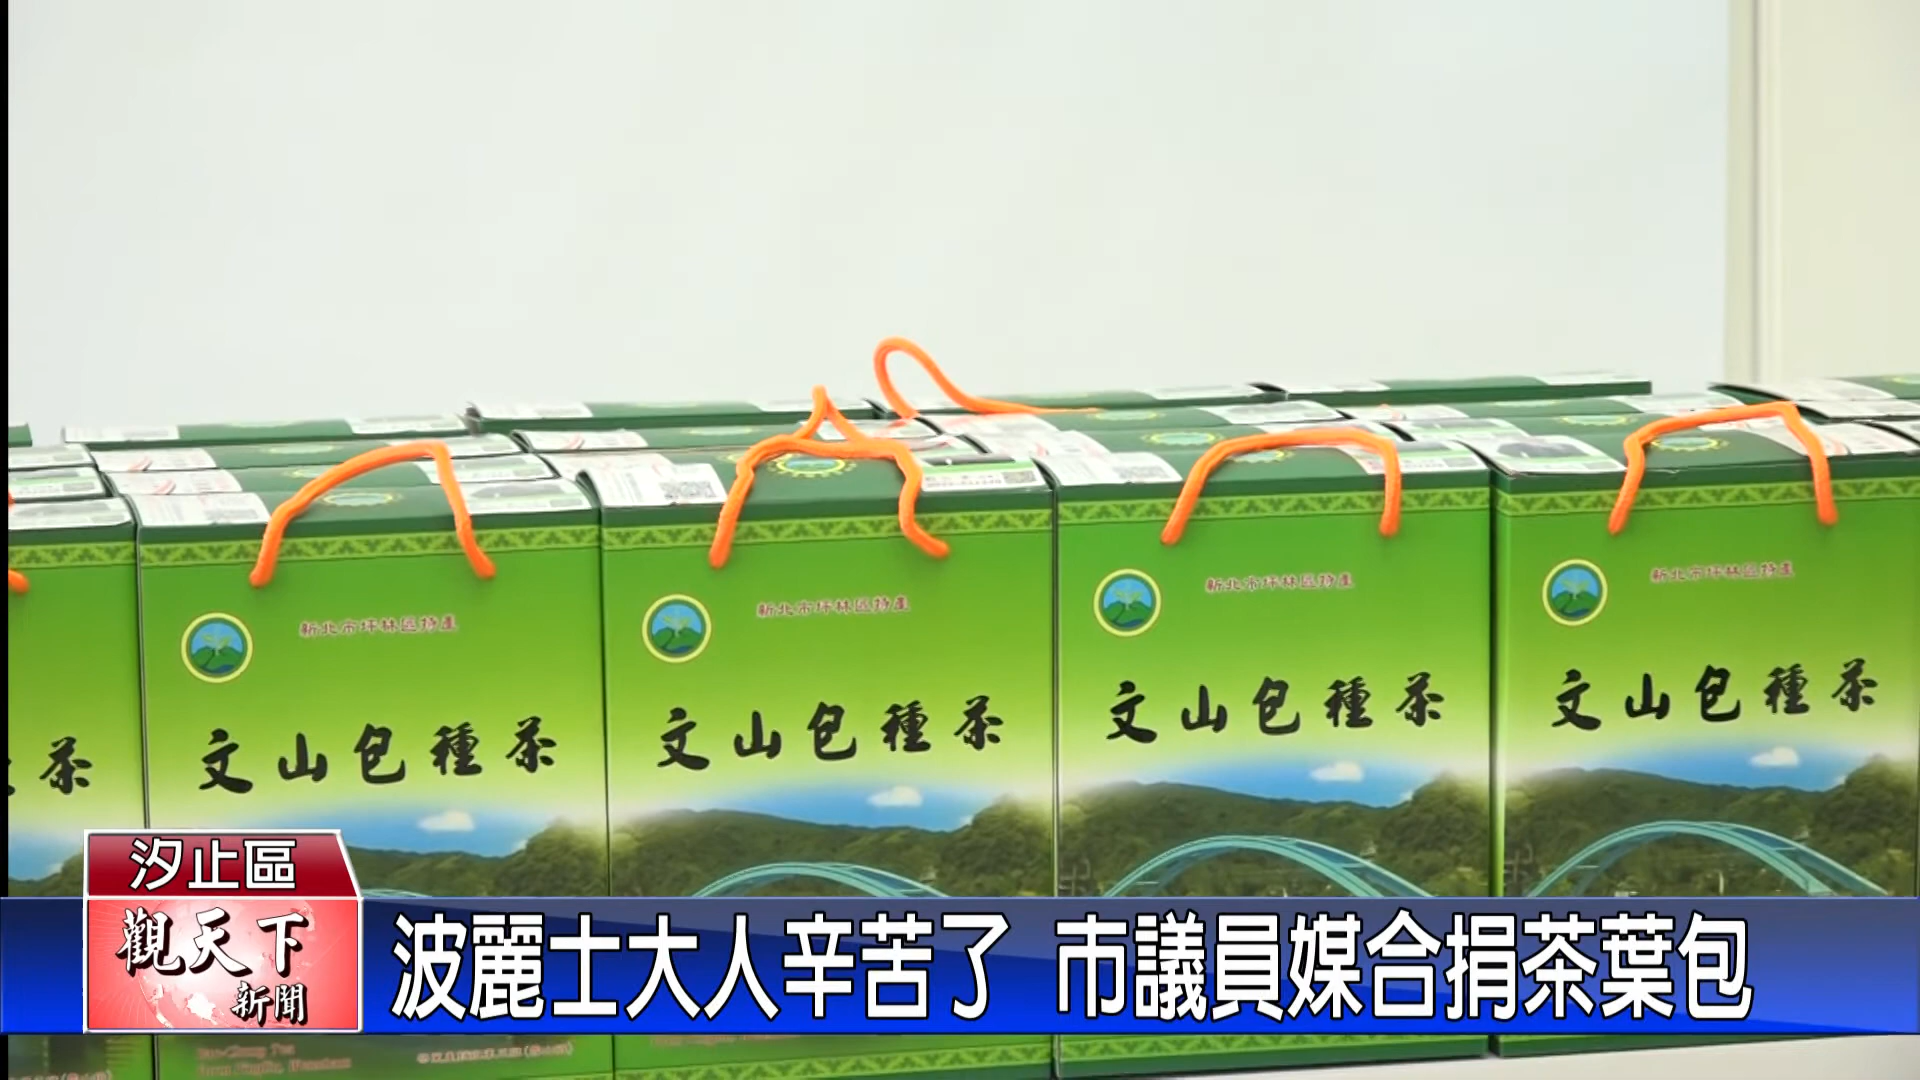 新北市坪林區特產
新北市坪林區特產
新北市坪林區特產
新北市坪林區特產
茶
文山包種茶
文山包種茶
文山包種茶
文山包種茶
汐止區
觀天下
新聞
波麗士大人辛苦了 市議員媒合捐茶葉包